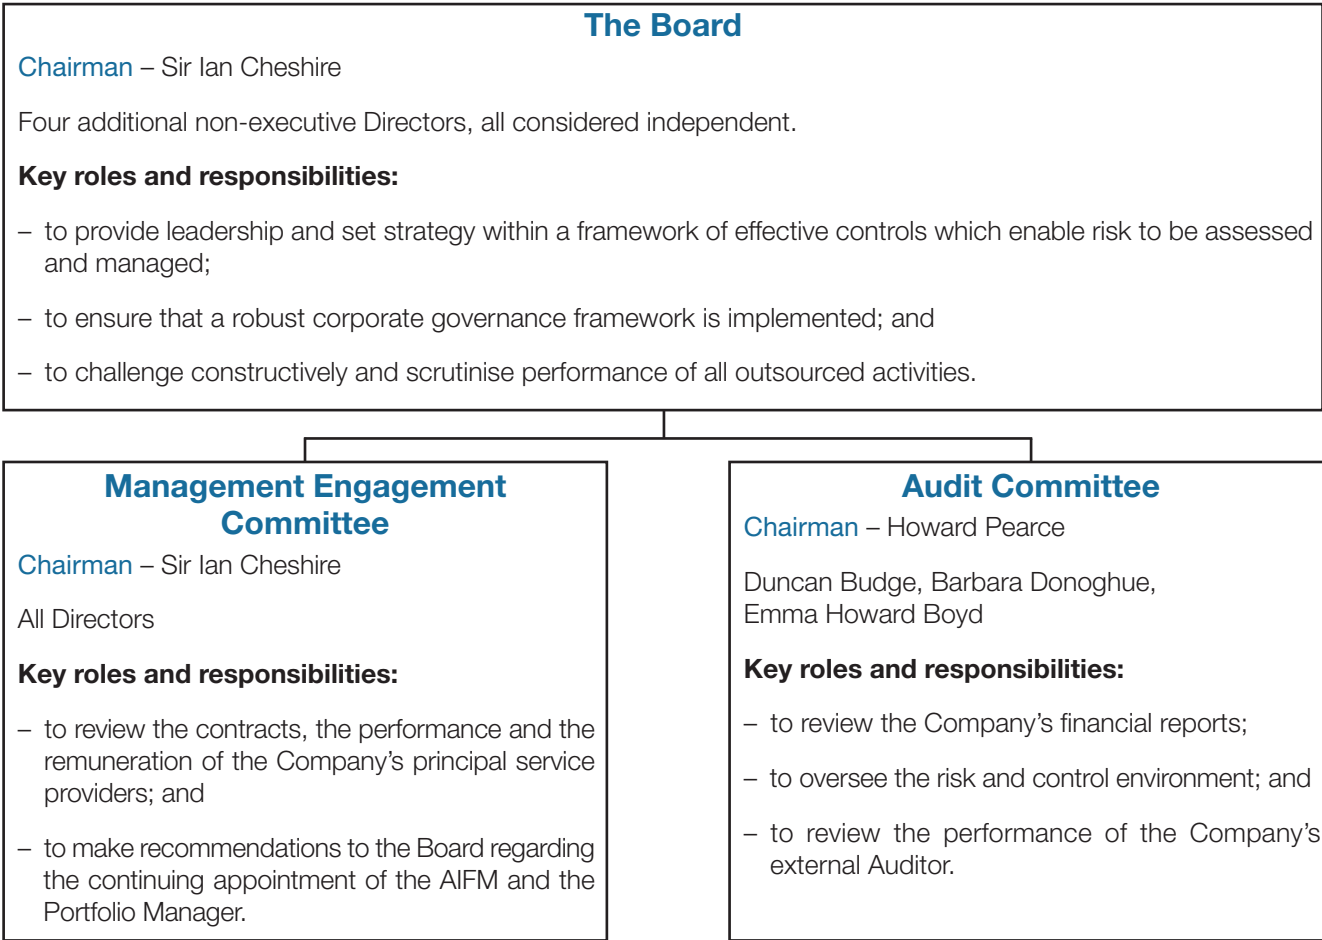 The Board
Chairman – Sir Ian Cheshire
Four additional non-executive Directors, all considered independent.
Key roles and responsibilities:
– to provide leadership and set strategy within a framework of effective controls which enable risk to be assessed
and managed;
– to ensure that a robust corporate governance framework is implemented; and
– to challenge constructively and scrutinise performance of all outsourced activities.
Management Engagement
Committee
Chairman – Sir Ian Cheshire
All Directors
Key roles and responsibilities:
– to review the contracts, the performance and the
remuneration of the Company’s principal service
providers; and
– to make recommendations to the Board regarding
the continuing appointment of the AIFM and the
Portfolio Manager.
Audit Committee
Chairman – Howard Pearce
Duncan Budge, Barbara Donoghue,
Emma Howard Boyd
Key roles and responsibilities:
– to review the Company’s financial reports;
– to oversee the risk and control environment; and
– to review the performance of the Company’s
external Auditor.